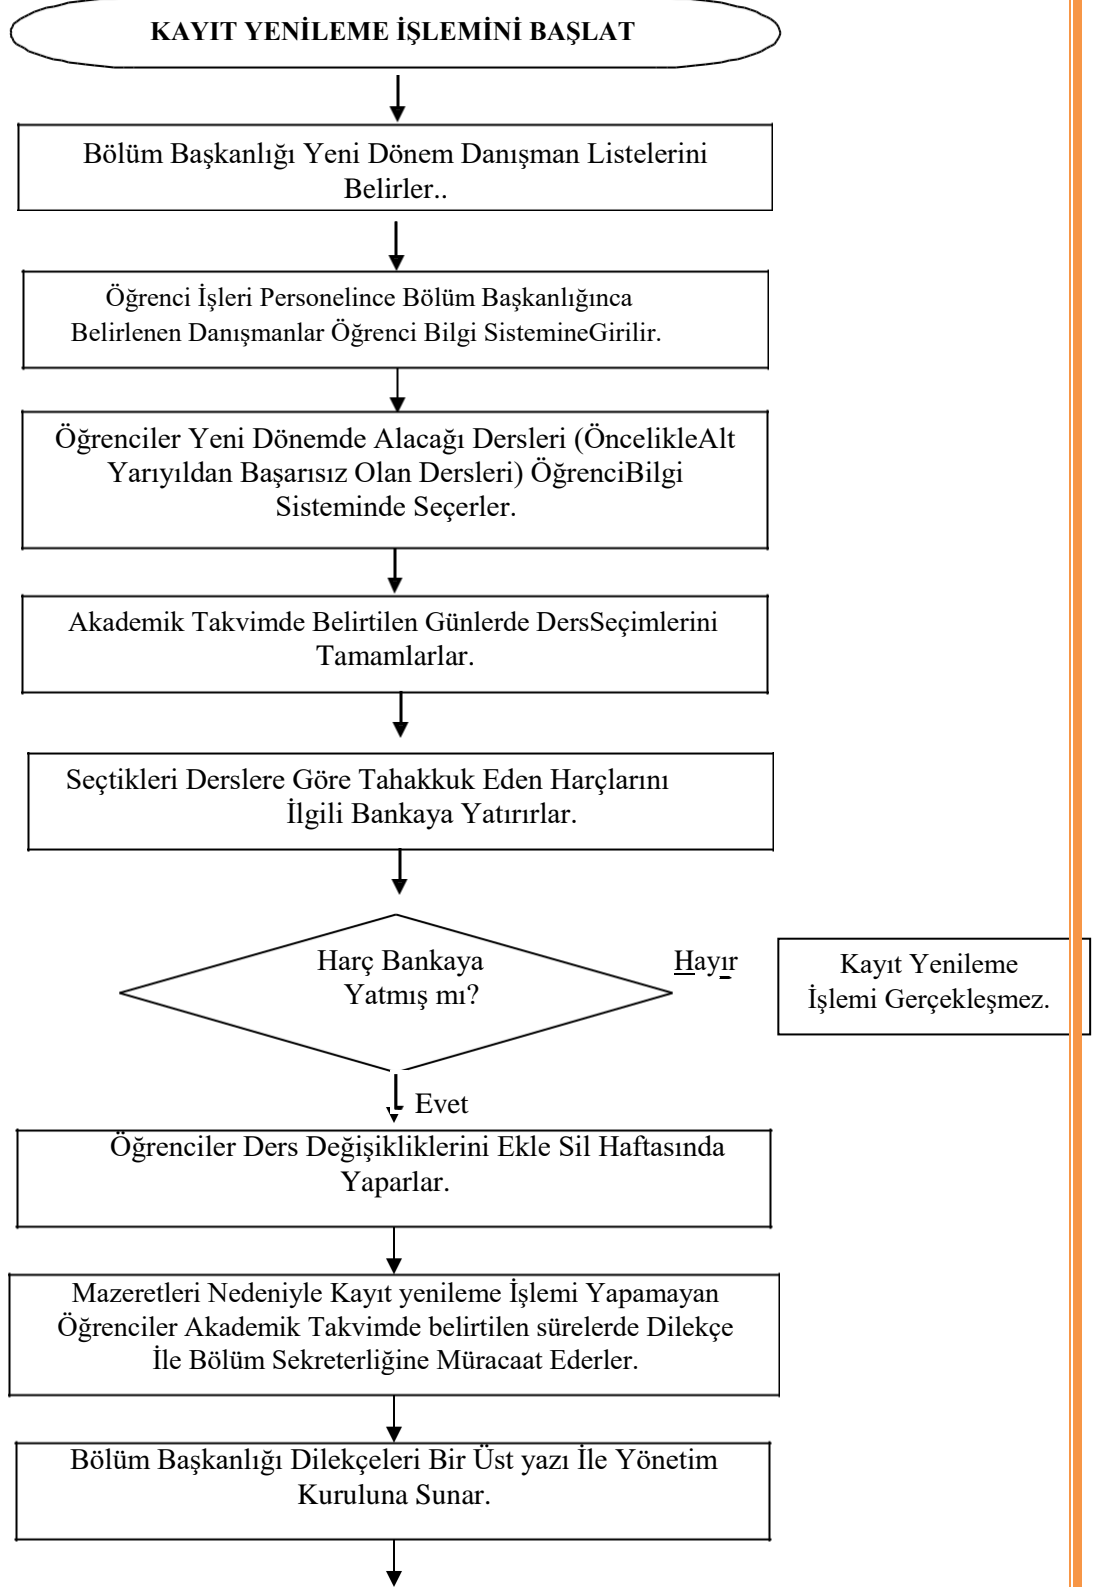 KAYIT YENİLEME İŞLEMİNİ BAŞLAT
Bölüm Başkanlığı Yeni Dönem Danışman Listelerini
Belirler..
Öğrenci İşleri Personelince Bölüm Başkanlığınca
Belirlenen Danışmanlar Öğrenci Bilgi SistemineGirilir.
Öğrenciler Yeni Dönemde Alacağı Dersleri (ÖncelikleAlt
Yarıyıldan Başarısız Olan Dersleri) ÖğrenciBilgi
Sisteminde Seçerler.
Akademik Takvimde Belirtilen Günlerde DersSeçimlerini
Tamamlarlar.
Seçtikleri Derslere Göre Tahakkuk Eden Harçlarını
İlgili Bankaya Yatırırlar.
Harç Bankaya
Yatmış mı?
Hayır
Kayıt Yenileme
İşlemi Gerçekleşmez.
Evet
Öğrenciler Ders Değişikliklerini Ekle Sil Haftasında
Yaparlar.
Mazeretleri Nedeniyle Kayıt yenileme İşlemi Yapamayan
Öğrenciler Akademik Takvimde belirtilen sürelerde Dilekçe
İle Bölüm Sekreterliğine Müracaat Ederler.
Bölüm Başkanlığı Dilekçeleri Bir Üst yazı İle Yönetim
Kuruluna Sunar.